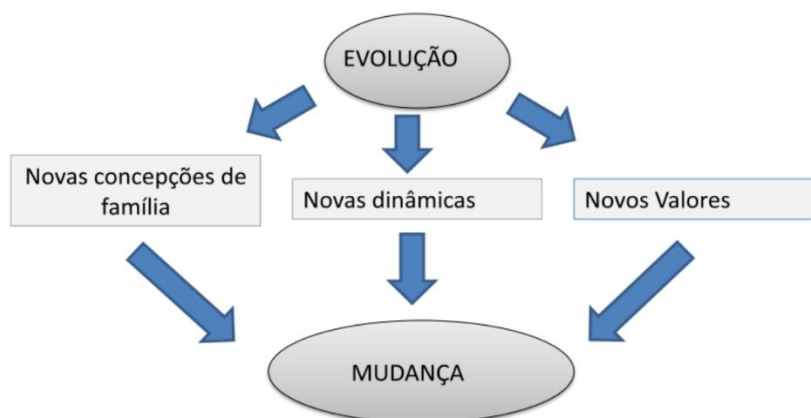 EVOLUÇÃO
Novas concepções de
família
Novas dinâmicas
Novos Valores
MUDANÇA